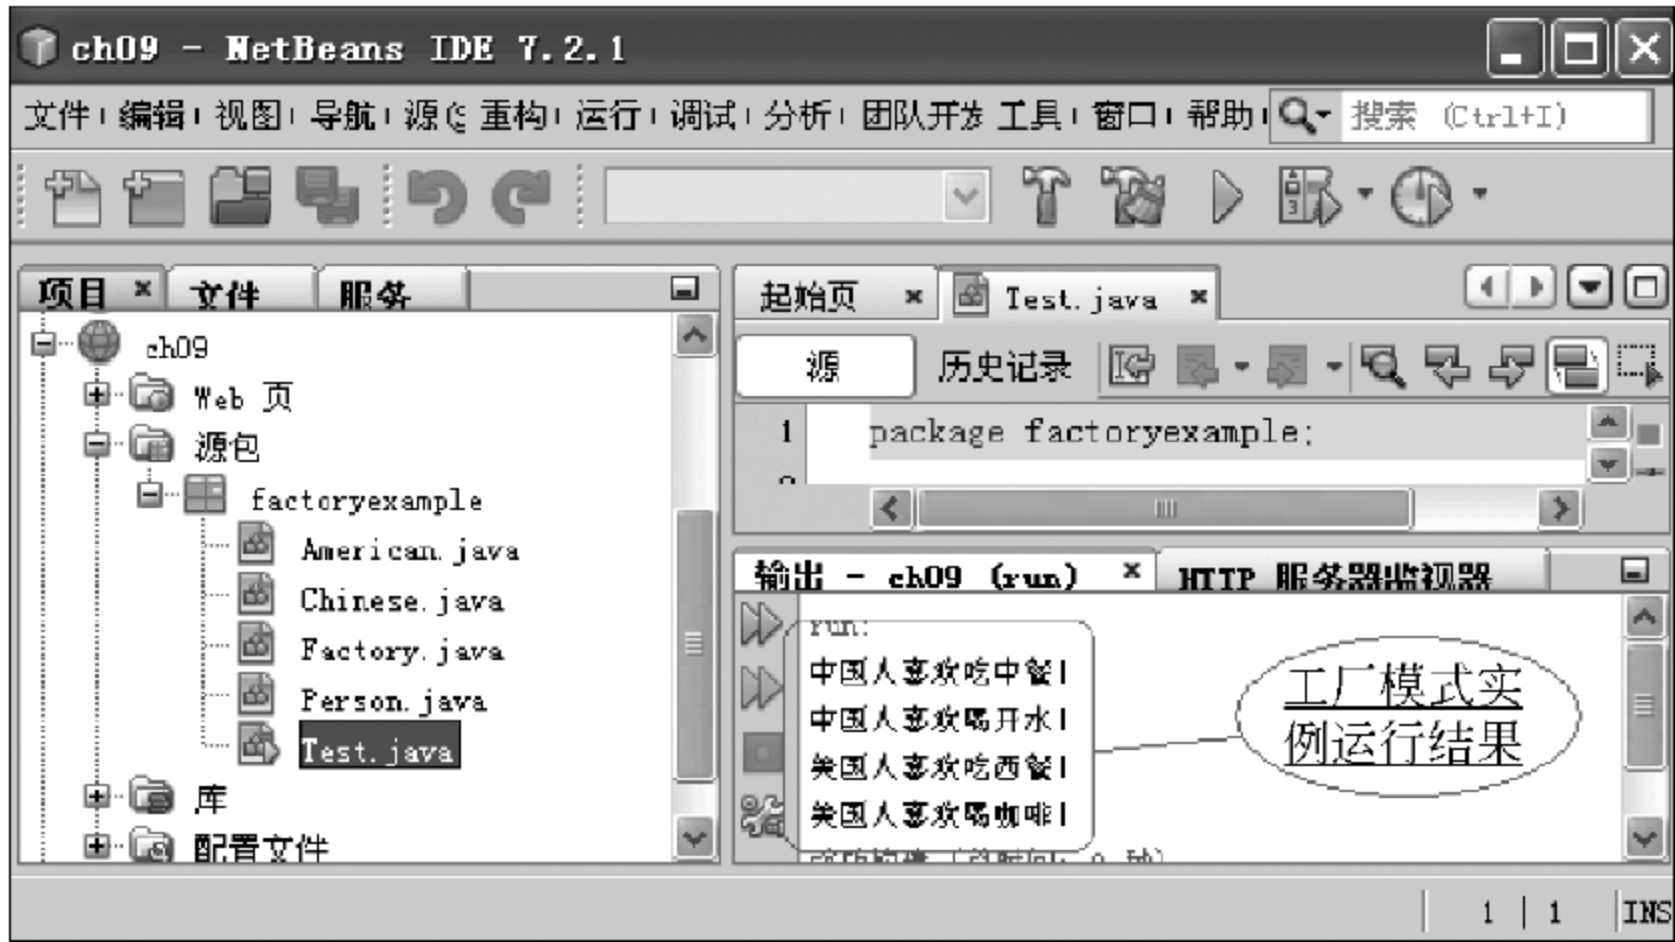 ch09 - NetBeans IDE 7.2.1
文件 编辑 视图 导航 源 重构 运行 调试 分析 团队开发 工具 窗口 帮助 搜索 (Ctrl+I)
项目 文件 服务
ch09
Web 页
源包
factoryexample
American.java
Chinese.java
Factory.java
Person.java
Test.java
库
配置文件
起始页 Test.java
源 历史记录
1 package factoryexample;
输出 - ch09 (run) HTTP 服务器监视器
run:
中国人喜欢吃中餐!
中国人喜欢喝开水!
美国人喜欢吃西餐!
美国人喜欢喝咖啡!
工厂模式实
例运行结果
1 | 1 INS